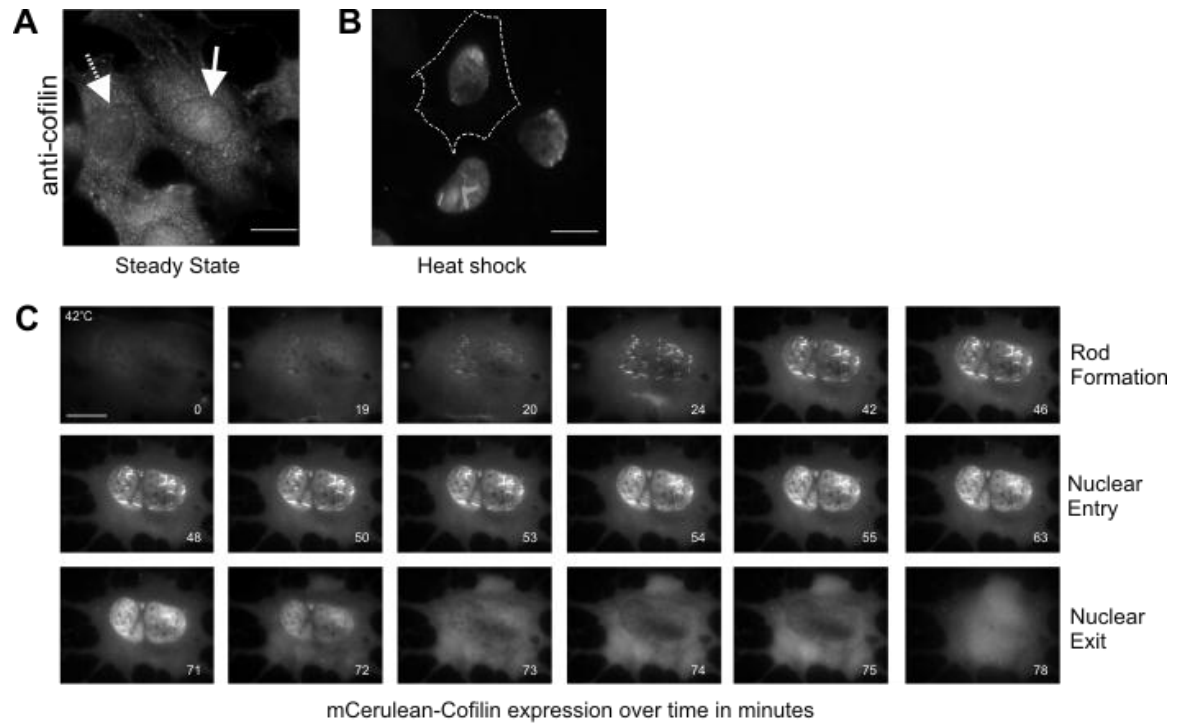 A
B
anti-cofilin
Steady State
Heat shock
C
42°C
0
19
20
24
42
46
Rod
Formation
48
50
53
54
55
63
Nuclear
Entry
71
72
73
74
75
78
Nuclear
Exit
mCerulean-Cofilin expression over time in minutes